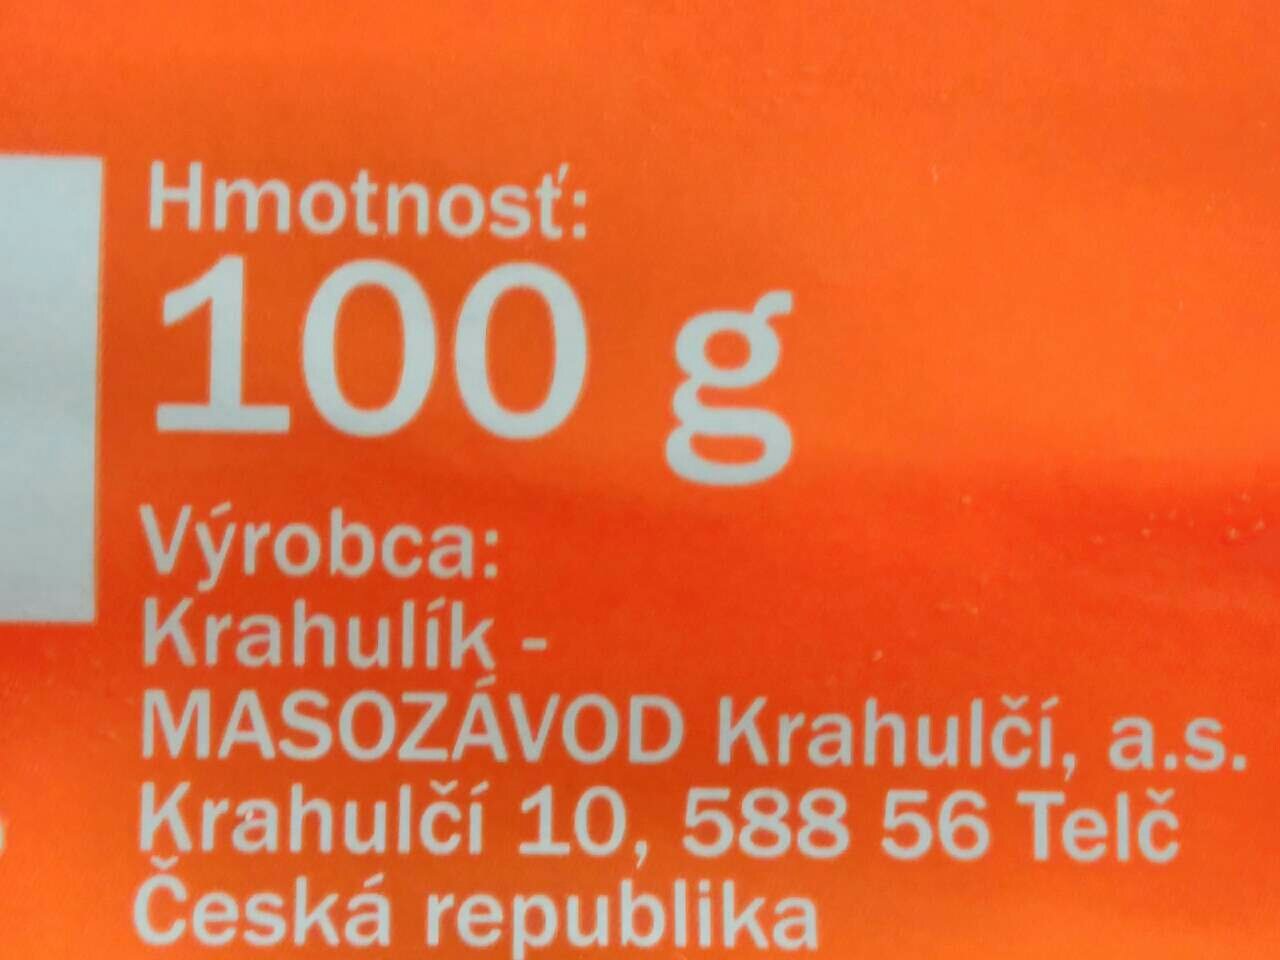 Hmotnosť:
100 g
Výrobca:
Krahulík -
MASOZÁVOD Krahulčí, a.s.
Krahulčí 10, 588 56 Telč
Česká republika